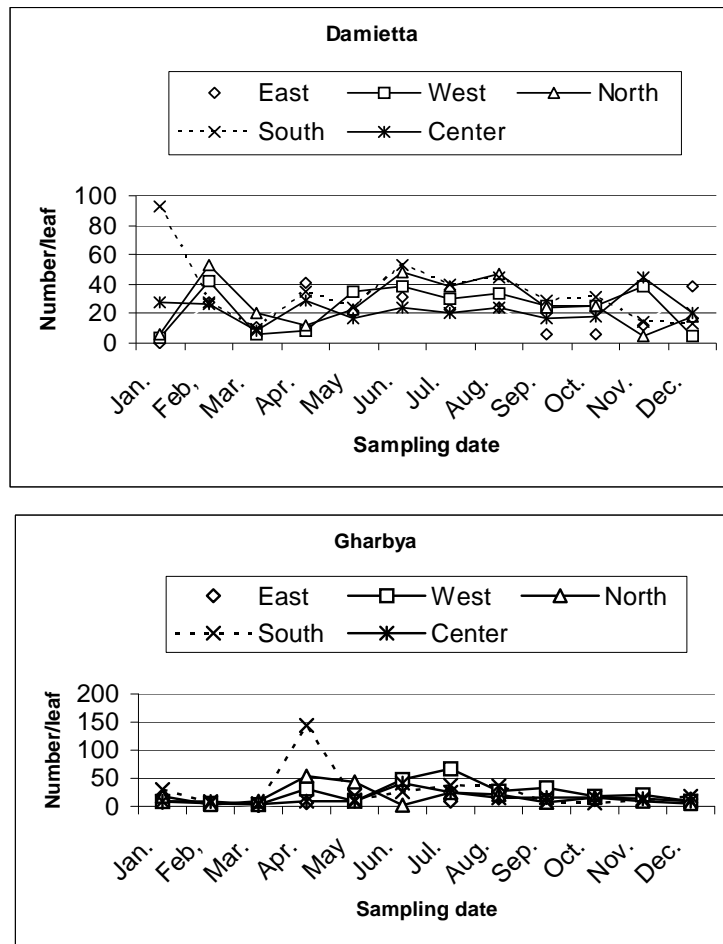 Damietta
East West North
South Center
Number/leaf
100
80
60
40
20
0
Jan. Feb, Mar. Apr. May Jun. Jul. Aug. Sep. Oct. Nov. Dec.
Sampling date
Gharbya
East West North
South Center
Number/leaf
200
150
100
50
0
Jan. Feb, Mar. Apr. May Jun. Jul. Aug. Sep. Oct. Nov. Dec.
Sampling date